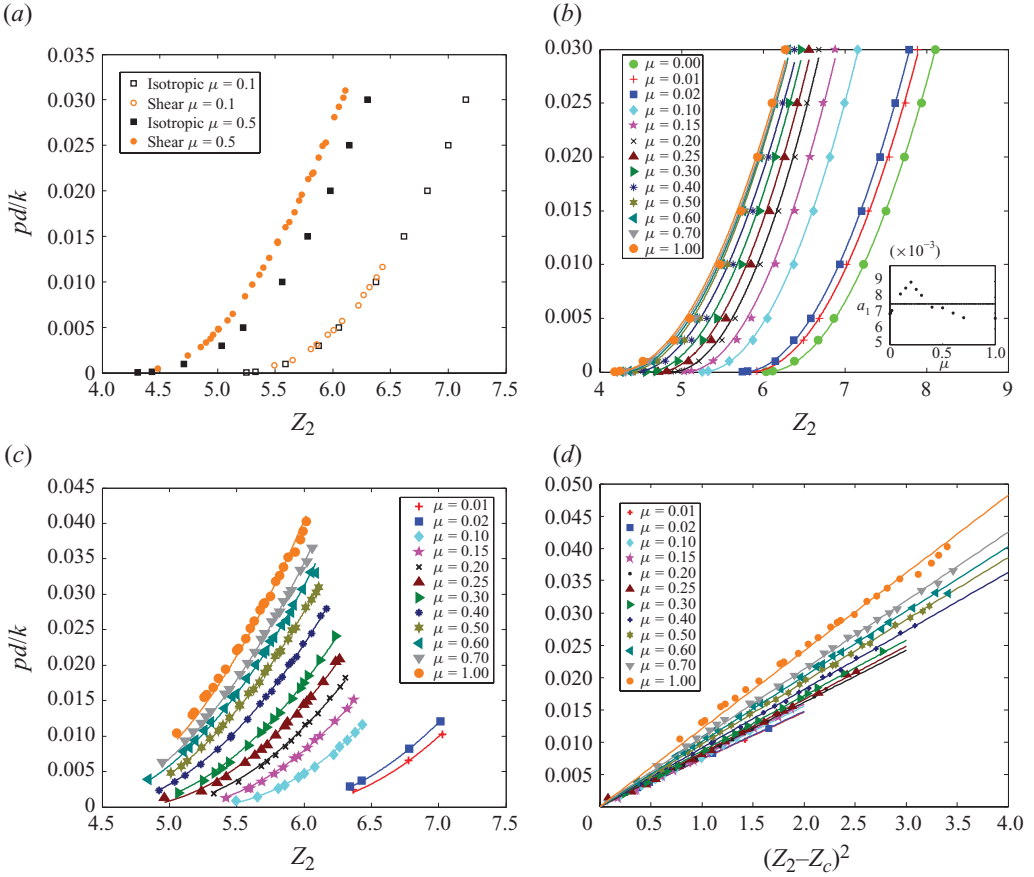 (a)
0.035
0.030
0.025
0.020
0.015
0.010
0.005
0
pd/k
Isotropic μ = 0.1
Shear μ = 0.1
Isotropic μ = 0.5
Shear μ = 0.5
4.0 4.5 5.0 5.5 6.0 6.5 7.0 7.5
Z2
(b)
0.030
0.025
0.020
0.015
0.010
0.005
0
μ = 0.00
μ = 0.01
μ = 0.02
μ = 0.10
μ = 0.15
μ = 0.20
μ = 0.25
μ = 0.30
μ = 0.40
μ = 0.50
μ = 0.60
μ = 0.70
μ = 1.00
(×10−3)
9
8
a1 7
6
5
0 0.5 1.0
μ
4 5 6 7 8 9
Z2
(c)
0.045
0.040
0.035
0.030
0.025
0.020
0.015
0.010
0.005
0
pd/k
μ = 0.01
μ = 0.02
μ = 0.10
μ = 0.15
μ = 0.20
μ = 0.25
μ = 0.30
μ = 0.40
μ = 0.50
μ = 0.60
μ = 0.70
μ = 1.00
4.5 5.0 5.5 6.0 6.5 7.0 7.5
Z2
(d)
0.050
0.045
0.040
0.035
0.030
0.025
0.020
0.015
0.010
0.005
μ = 0.01
μ = 0.02
μ = 0.10
μ = 0.15
μ = 0.20
μ = 0.25
μ = 0.30
μ = 0.40
μ = 0.50
μ = 0.60
μ = 0.70
μ = 1.00
0 0.5 1.0 1.5 2.0 2.5 3.0 3.5 4.0
(Z2–Zc)2